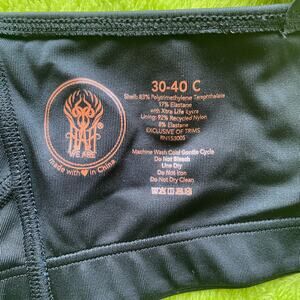 WE ARE
made with in China
30-40 C
Shell: 83% Polytrimethylene Terephthalate
17% Elastane
with Xtra Life Lycra
Lining: 92% Recycled Nylon
8% Elastane
EXCLUSIVE OF TRIMS
RN153005
Machine Wash Cold Gentle Cycle
Do Not Bleach
Line Dry
Do Not Iron
Do Not Dry Clean